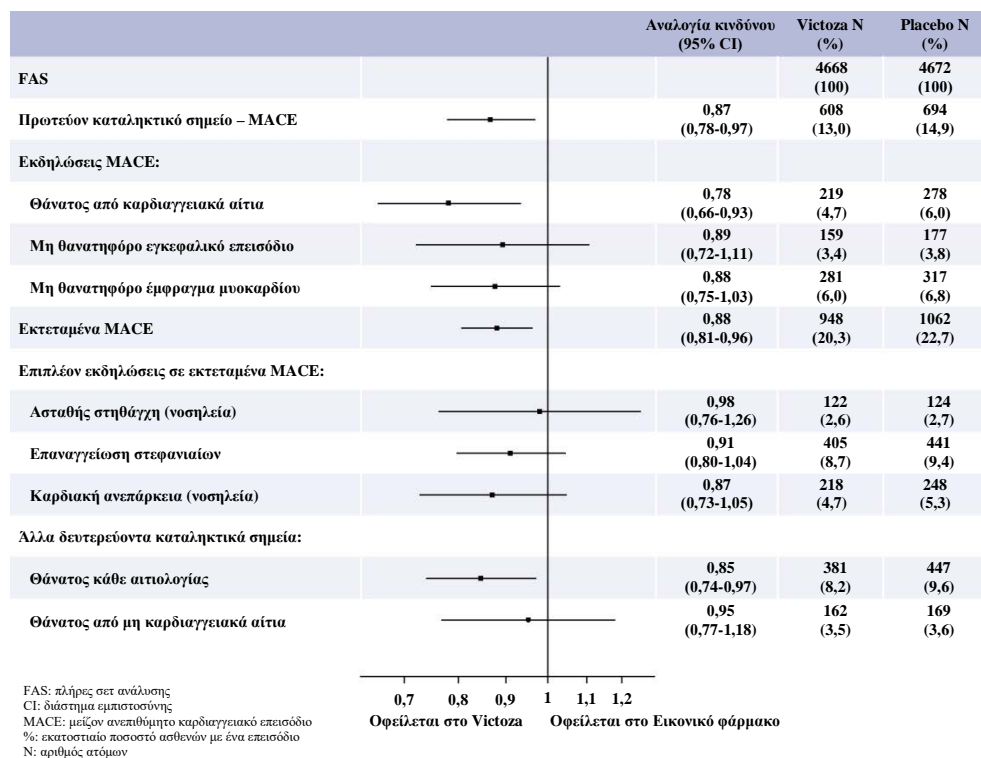 Αναλογία κινδύνου Victoza N Placebo N
(95% CI) (%) (%)
FAS 4668 4672
(100) (100)
Πρωτεύον καταληκτικό σημείο – MACE 0,87 608 694
(0,78-0,97) (13,0) (14,9)
Εκδηλώσεις MACE:
Θάνατος από καρδιαγγειακά αίτια 0,78 219 278
(0,66-0,93) (4,7) (6,0)
Μη θανατηφόρο εγκεφαλικό επεισόδιο 0,89 159 177
(0,72-1,11) (3,4) (3,8)
Μη θανατηφόρο έμφραγμα μυοκαρδίου 0,88 281 317
(0,75-1,03) (6,0) (6,8)
Εκτεταμένα MACE 0,88 948 1062
(0,81-0,96) (20,3) (22,7)
Επιπλέον εκδηλώσεις σε εκτεταμένα MACE:
Ασταθής στηθάγχη (νοσηλεία) 0,98 122 124
(0,76-1,26) (2,6) (2,7)
Επαναγγείωση στεφανιαίων 0,91 405 441
(0,80-1,04) (8,7) (9,4)
Καρδιακή ανεπάρκεια (νοσηλεία) 0,87 218 248
(0,73-1,05) (4,7) (5,3)
Άλλα δευτερεύοντα καταληκτικά σημεία:
Θάνατος κάθε αιτιολογίας 0,85 381 447
(0,74-0,97) (8,2) (9,6)
Θάνατος από μη καρδιαγγειακά αίτια 0,95 162 169
(0,77-1,18) (3,5) (3,6)
0,7 0,8 0,9 1 1,1 1,2
Οφείλεται στο Victoza Οφείλεται στο Εικονικό φάρμακο
FAS: πλήρες σετ ανάλυσης
CI: διάστημα εμπιστοσύνης
MACE: μείζον ανεπιθύμητο καρδιαγγειακό επεισόδιο
%: εκατοστιαίο ποσοστό ασθενών με ένα επεισόδιο
N: αριθμός ατόμων